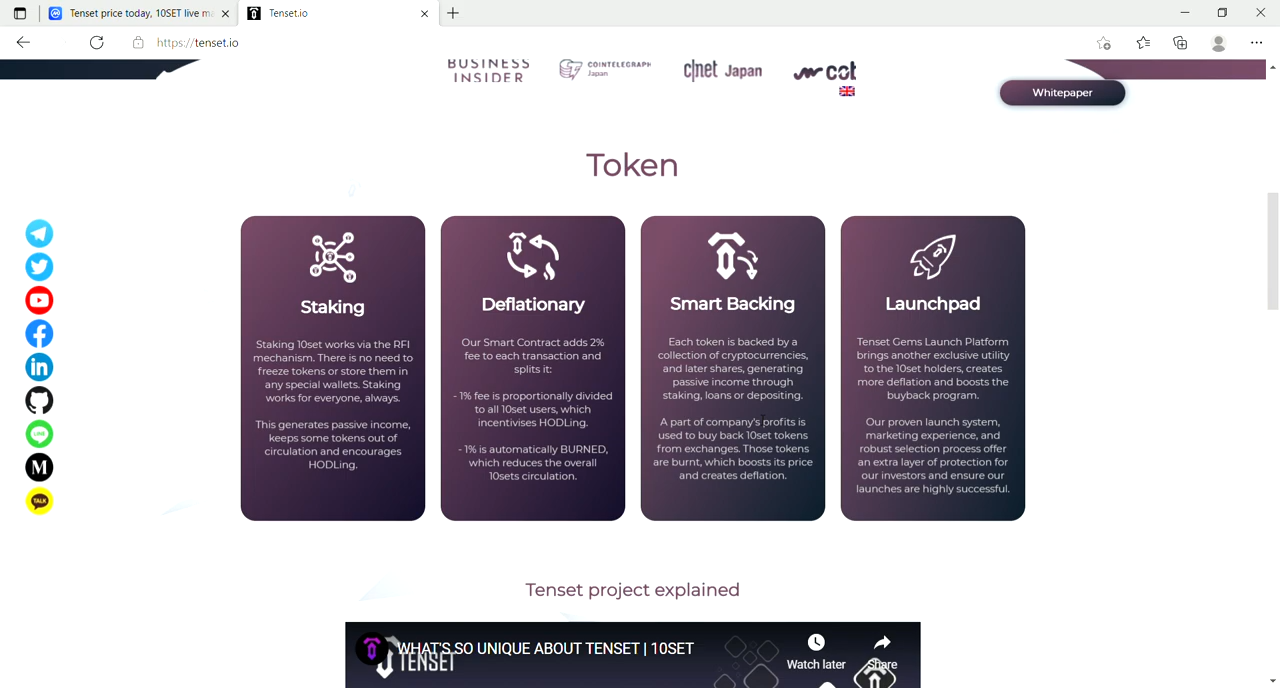 Tenset price today, 10SET live ma
Tenset.io
https://tenset.io
BUSINESS
INSIDER
COINTELEGRAPH
Japan
c|net Japan
Whitepaper
Token
Staking
Staking 10set works via the RFI
mechanism. There is no need to
freeze tokens or store them in
any special wallets. Staking
works for everyone, always.
This generates passive income,
keeps some tokens out of
circulation and encourages
HODLing.
Deflationary
Our Smart Contract adds 2%
fee to each transaction and
splits it:
- 1% fee is proportionally divided
to all 10set users, which
incentivises HODLing.
- 1% is automatically BURNED,
which reduces the overall
10sets circulation.
Smart Backing
Each token is backed by a
collection of cryptocurrencies,
and later shares, generating
passive income through
staking, loans or depositing.
A part of company's profits is
used to buy back 10set tokens
from exchanges. Those tokens
are burnt, which boosts its price
and creates deflation.
Launchpad
Tenset Gems Launch Platform
brings another exclusive utility
to the 10set holders, creates
more deflation and boosts the
buyback program.
Our proven launch system,
marketing experience, and
robust selection process offer
an extra layer of protection for
our investors and ensure our
launches are highly successful.
LINE
M
TALK
Tenset project explained
WHAT'S SO UNIQUE ABOUT TENSET | 10SET
TENSET
Watch later
Share